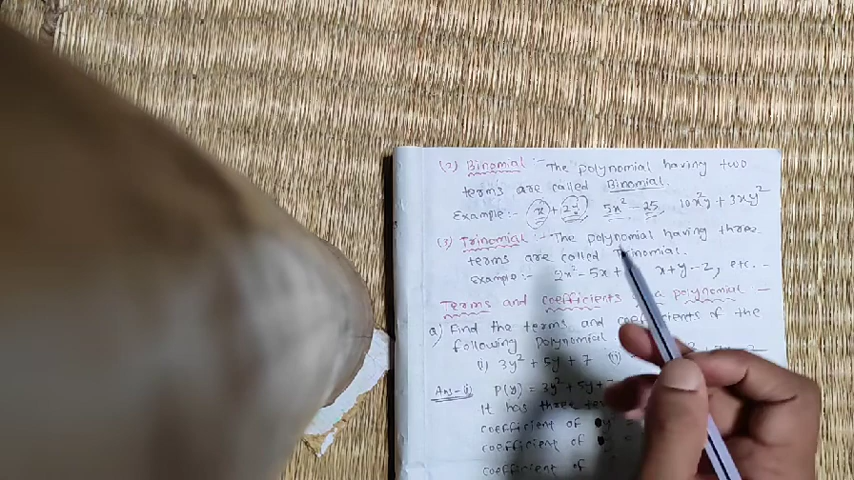 (2) Binomial :- The polynomial having two
terms are called Binomial.
Example :- x + 2y 5x² - 25 10x²y + 3xy²
(3) Trinomial :- The polynomial having three
terms are called Trinomial.
Example :- - 5x + x + y - 2, etc.
Terms and coefficients a polynomial :-
Q) Find the terms and coefficients of the
following Polynomial
(i) 3y² + 5y + 7
Ans-(i) P(y) = 3y² + 5y +
It has three
coefficient of y
coefficient of y =
coefficient of